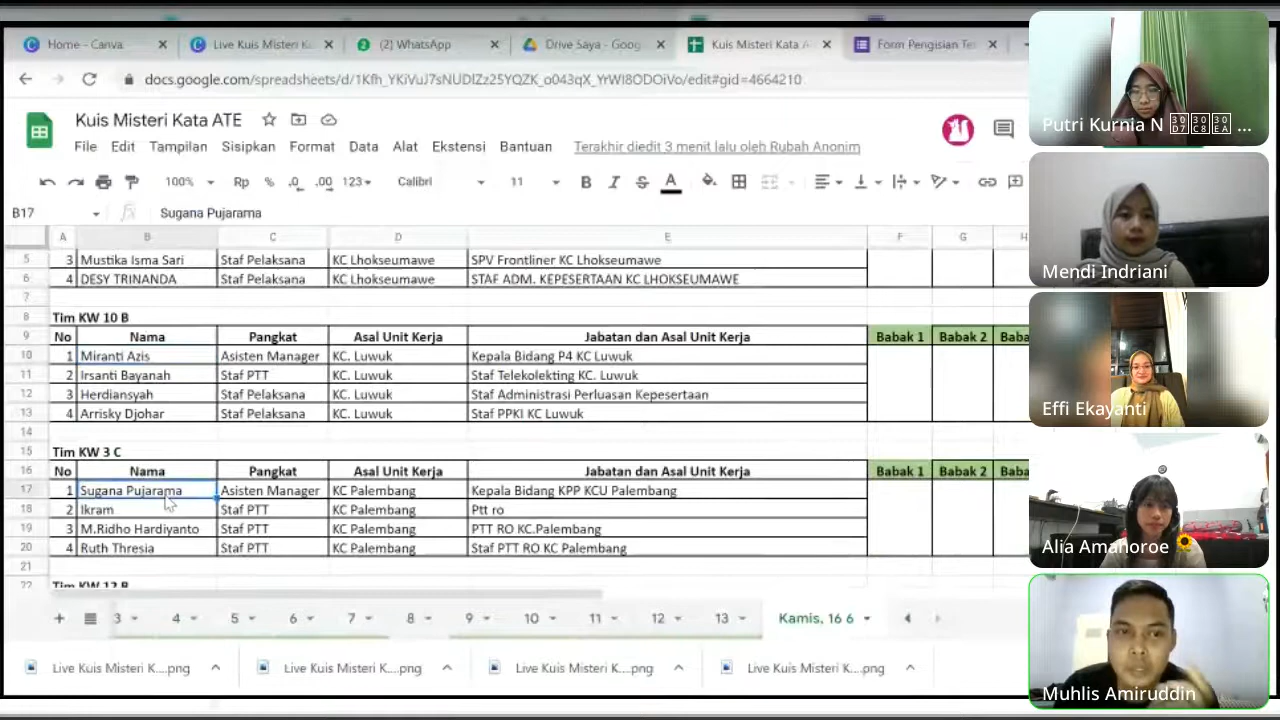 Home - Canva
Live Kuis Misteri K
(2) WhatsApp
Drive Saya - Goog
Kuis Misteri Kata A
Form Pengisian Te
docs.google.com/spreadsheets/d/1Kfh_YKiVuJ7sNUDlZz25YQZK_o043qX_YrWl8ODOiVo/edit#gid=4664210
Kuis Misteri Kata ATE
File Edit Tampilan Sisipkan Format Data Alat Ekstensi Bantuan Terakhir diedit 3 menit lalu oleh Rubah Anonim
100% Rp % .0 .00 123 Calibri 11 B I S A
B17 fx Sugana Pujarama
A B C D E F G H
5 3 Mustika Isma Sari Staf Pelaksana KC Lhokseumawe SPV Frontliner KC Lhokseumawe
6 4 DESY TRINANDA Staf Pelaksana KC Lhokseumawe STAF ADM. KEPESERTAAN KC LHOKSEUMAWE
7
8 Tim KW 10 B
9 No Nama Pangkat Asal Unit Kerja Jabatan dan Asal Unit Kerja Babak 1 Babak 2 Baba
10 1 Miranti Azis Asisten Manager KC. Luwuk Kepala Bidang P4 KC Luwuk
11 2 Irsanti Bayanah Staf PTT KC. Luwuk Staf Telekolekting KC. Luwuk
12 3 Herdiansyah Staf Pelaksana KC. Luwuk Staf Administrasi Perluasan Kepesertaan
13 4 Arrisky Djohar Staf Pelaksana KC. Luwuk Staf PPKI KC Luwuk
14
15 Tim KW 3 C
16 No Nama Pangkat Asal Unit Kerja Jabatan dan Asal Unit Kerja Babak 1 Babak 2 Baba
17 1 Sugana Pujarama Asisten Manager KC Palembang Kepala Bidang KPP KCU Palembang
18 2 Ikram Staf PTT KC Palembang Ptt ro
19 3 M.Ridho Hardiyanto Staf PTT KC Palembang PTT RO KC.Palembang
20 4 Ruth Thresia Staf PTT KC Palembang Staf PTT RO KC Palembang
21
22 Tim KW 12 B
3 4 5 6 7 8 9 10 11 12 13 Kamis, 16 6
Live Kuis Misteri K....png
Live Kuis Misteri K....png
Live Kuis Misteri K....png
Live Kuis Misteri K....png
Putri Kurnia N ...
Mendi Indriani
Effi Ekayanti
Alia Amanoroe 🌻
Muhlis Amiruddin